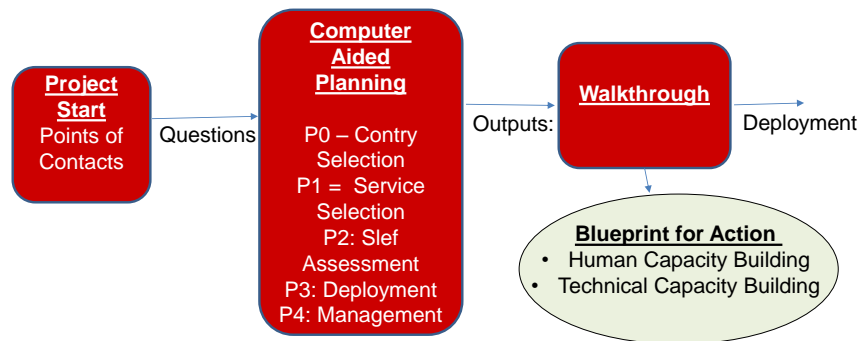 Project
Start
Points of
Contacts
Questions
Computer
Aided
Planning
P0 – Contry
Selection
P1 = Service
Selection
P2: Slef
Assessment
P3: Deployment
P4: Management
Outputs:
Walkthrough
Deployment
Blueprint for Action
• Human Capacity Building
• Technical Capacity Building